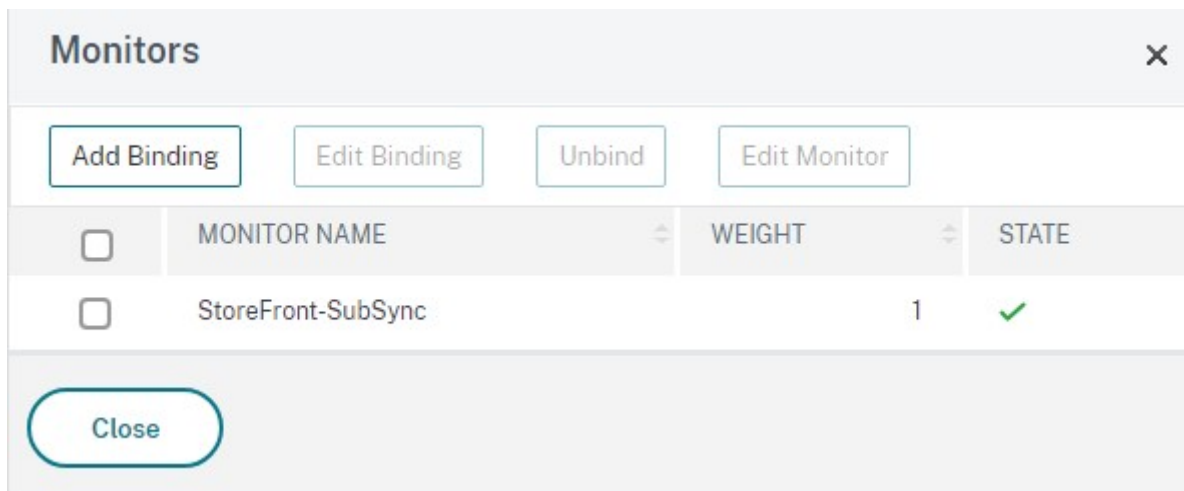 Monitors
Add Binding Edit Binding Unbind Edit Monitor
MONITOR NAME WEIGHT STATE
StoreFront-SubSync 1
Close